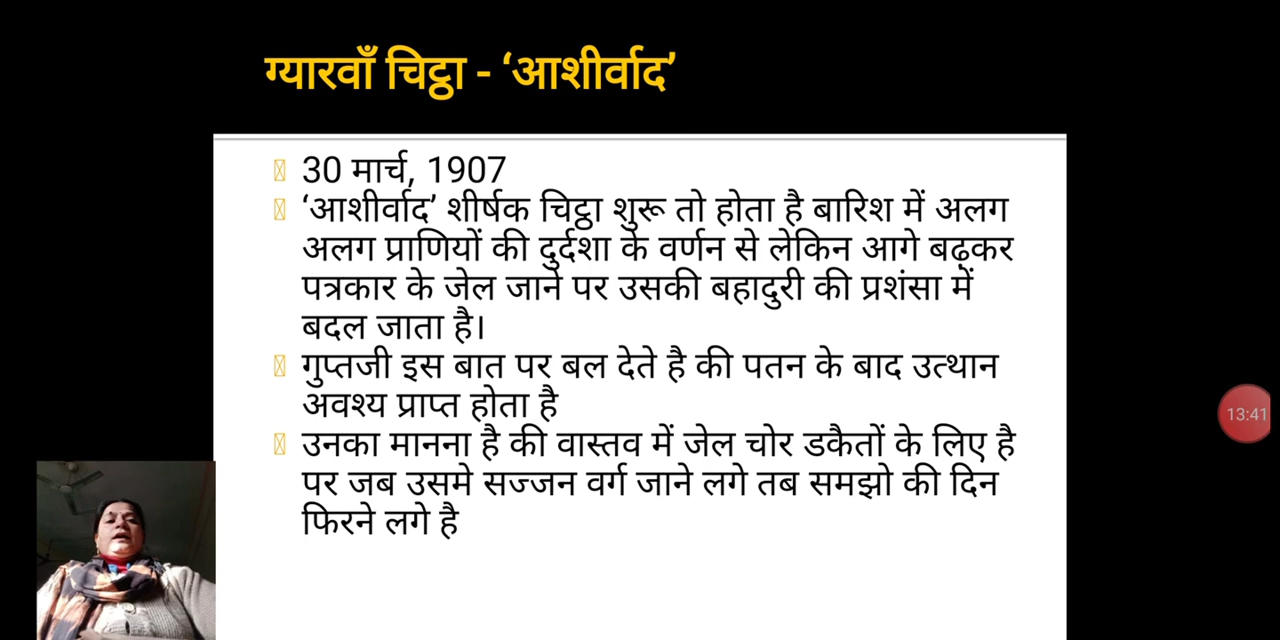 ग्यारवाँ चिट्ठा - ‘आशीर्वाद’
30 मार्च, 1907
‘आशीर्वाद’ शीर्षक चिट्ठा शुरू तो होता है बारिश में अलग
अलग प्राणियों की दुर्दशा के वर्णन से लेकिन आगे बढ़कर
पत्रकार के जेल जाने पर उसकी बहादुरी की प्रशंसा में
बदल जाता है।
गुप्तजी इस बात पर बल देते है की पतन के बाद उत्थान
अवश्य प्राप्त होता है
उनका मानना है की वास्तव में जेल चोर डकैतों के लिए है
पर जब उसमे सज्जन वर्ग जाने लगे तब समझो की दिन
फिरने लगे है
13:41